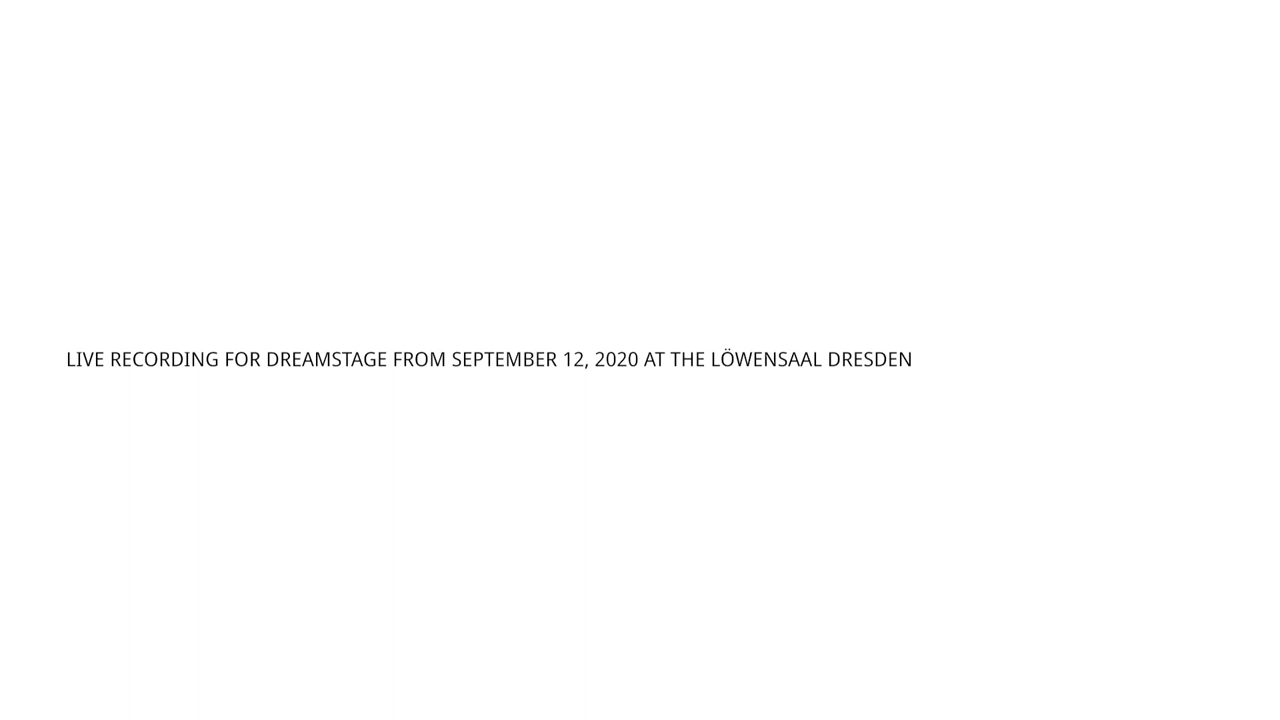 LIVE RECORDING FOR DREAMSTAGE FROM SEPTEMBER 12, 2020 AT THE LÖWENSAAL DRESDEN